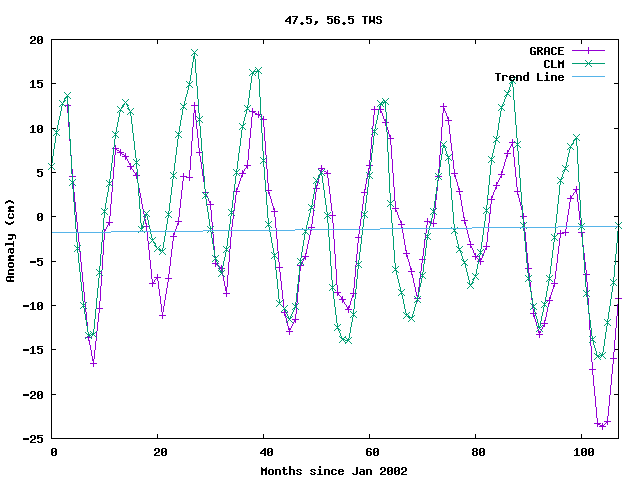 47.5, 56.5 TWS
GRACE
CLM
Trend Line
Anomaly (cm)
20
15
10
5
0
-5
-10
-15
-20
-25
0 20 40 60 80 100
Months since Jan 2002